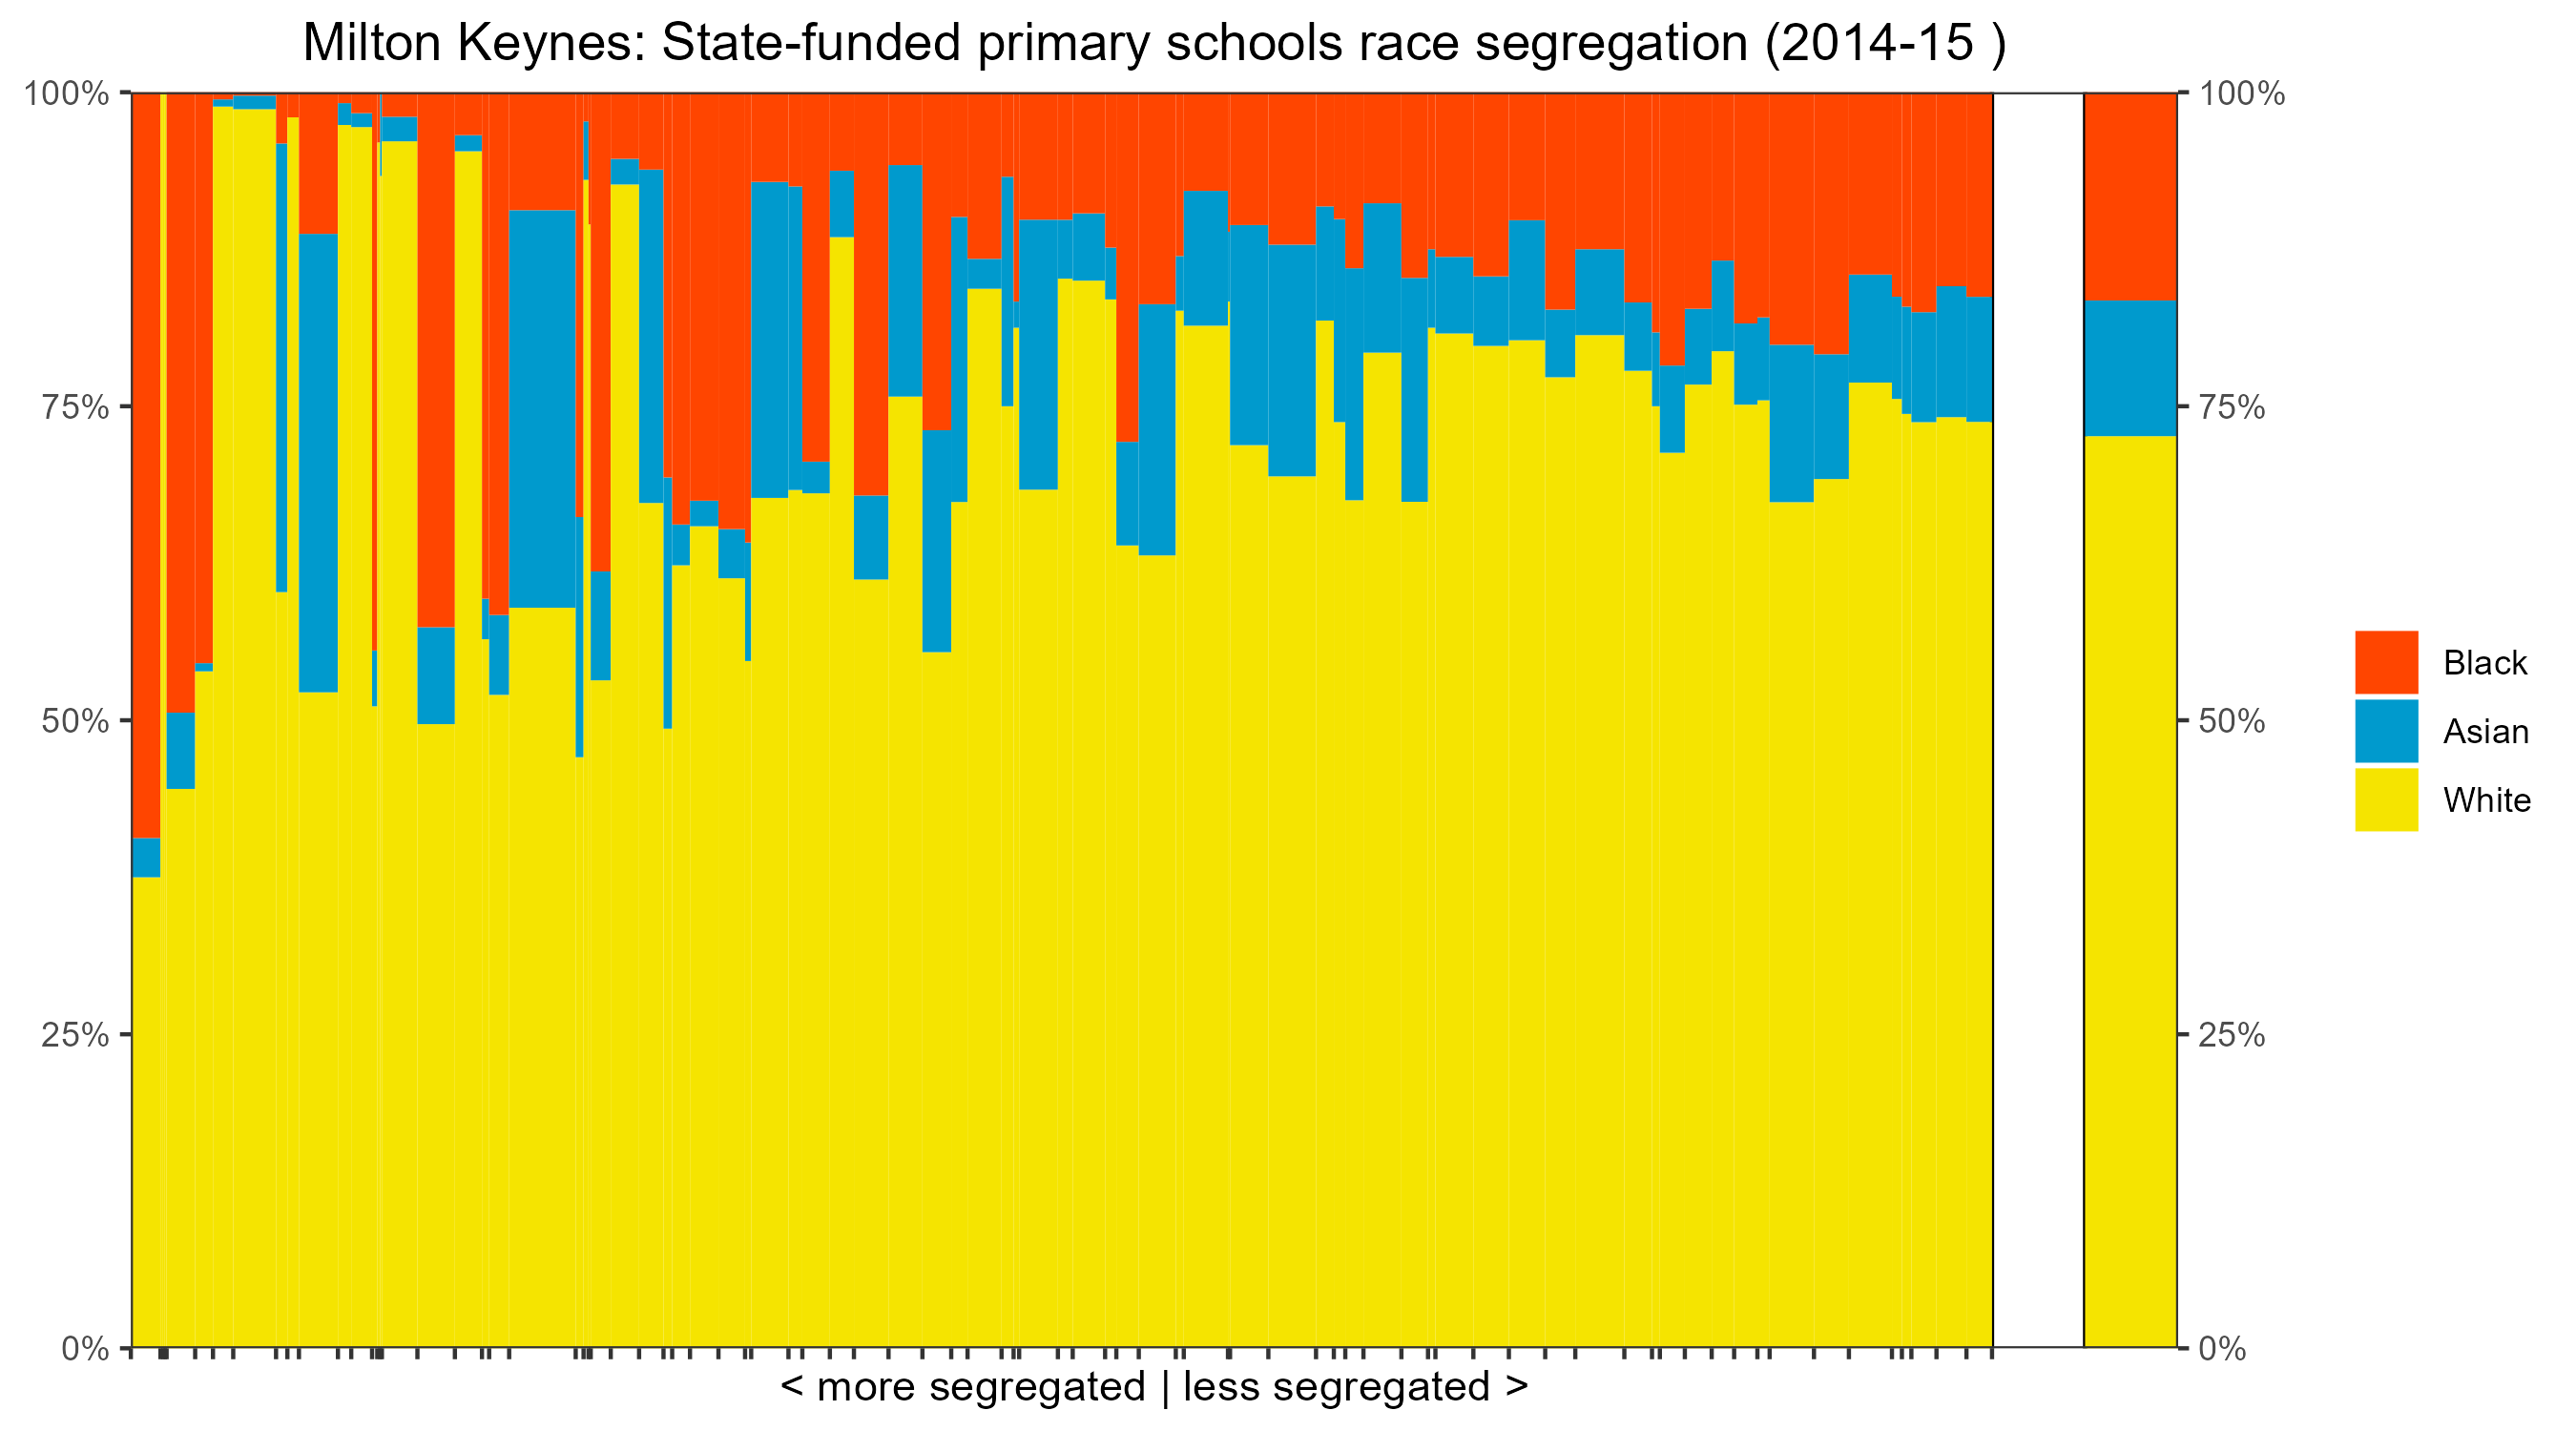 Milton Keynes: State-funded primary schools race segregation (2014-15 )
100%
75%
50%
25%
0%
100%
75%
50%
25%
0%
Black
Asian
White
< more segregated | less segregated >